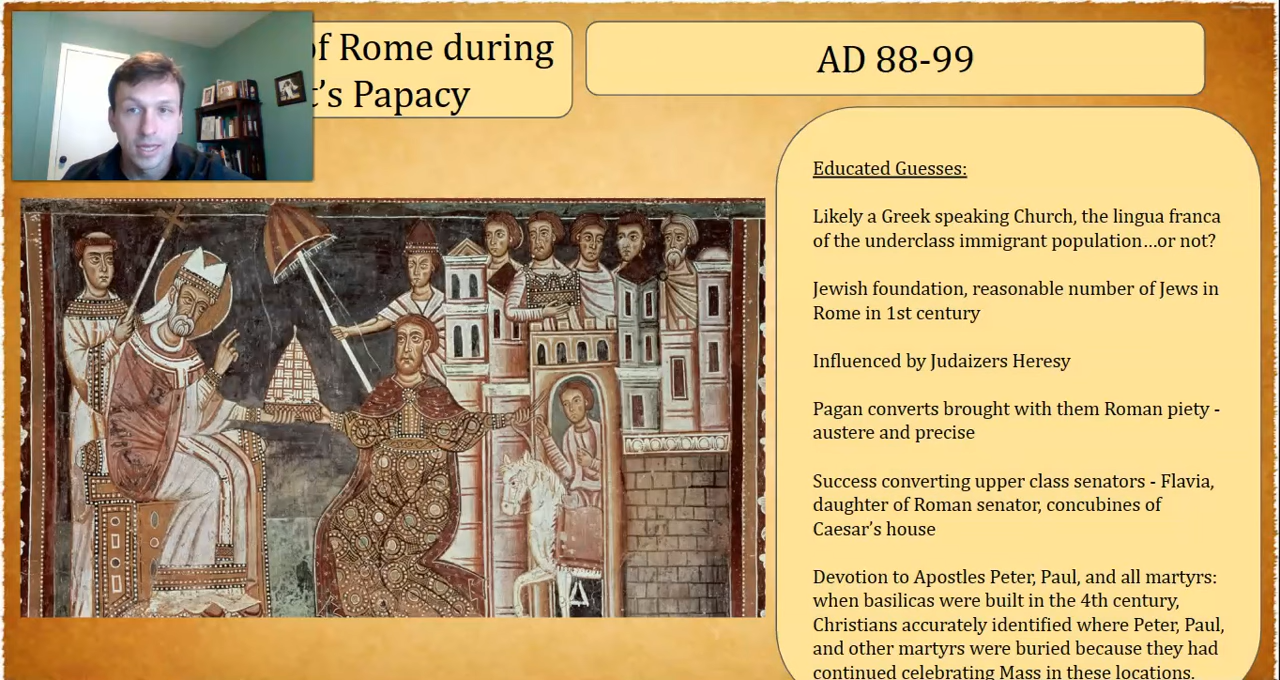 of Rome during
t's Papacy
AD 88-99
Educated Guesses:
Likely a Greek speaking Church, the lingua franca
of the underclass immigrant population...or not?
Jewish foundation, reasonable number of Jews in
Rome in 1st century
Influenced by Judaizers Heresy
Pagan converts brought with them Roman piety -
austere and precise
Success converting upper class senators - Flavia,
daughter of Roman senator, concubines of
Caesar's house
Devotion to Apostles Peter, Paul, and all martyrs:
when basilicas were built in the 4th century,
Christians accurately identified where Peter, Paul,
and other martyrs were buried because they had
continued celebrating Mass in these locations.